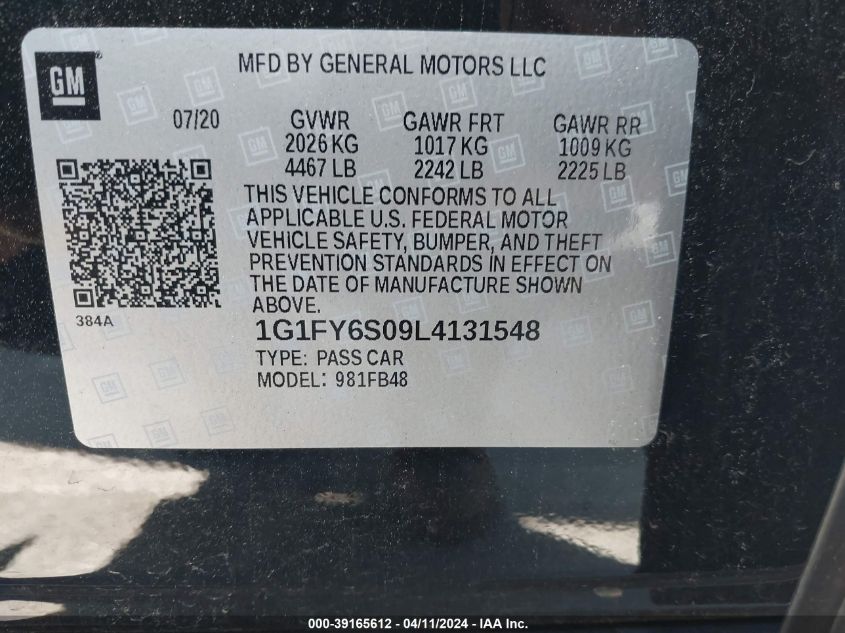 GM
MFD BY GENERAL MOTORS LLC
07/20 GVWR GAWR FRT GAWR RR
2026 KG 1017 KG 1009 KG
4467 LB 2242 LB 2225 LB
THIS VEHICLE CONFORMS TO ALL
APPLICABLE U.S. FEDERAL MOTOR
VEHICLE SAFETY, BUMPER, AND THEFT
PREVENTION STANDARDS IN EFFECT ON
THE DATE OF MANUFACTURE SHOWN
ABOVE.
384A
1G1FY6S09L4131548
TYPE: PASS CAR
MODEL: 981FB48
000-39165612 - 04/11/2024 - IAA Inc.